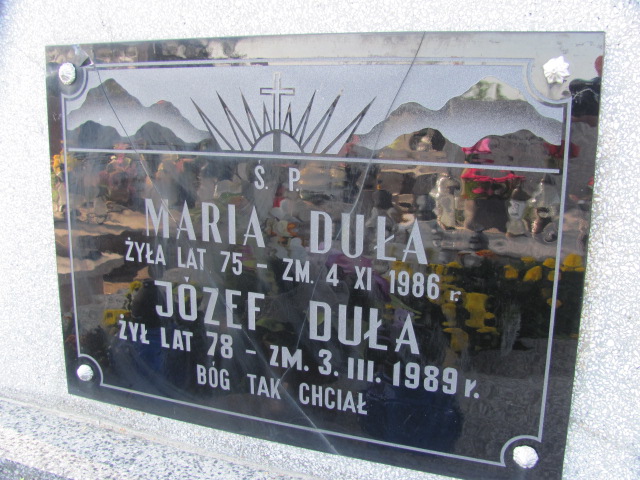 Ś. P.
MARIA DUŁA
ŻYŁA LAT 75 - ZM. 4 XI 1986 r.
JÓZEF DUŁA
ŻYŁ LAT 78 - ZM. 3. III. 1989 r.
BÓG TAK CHCIAŁ